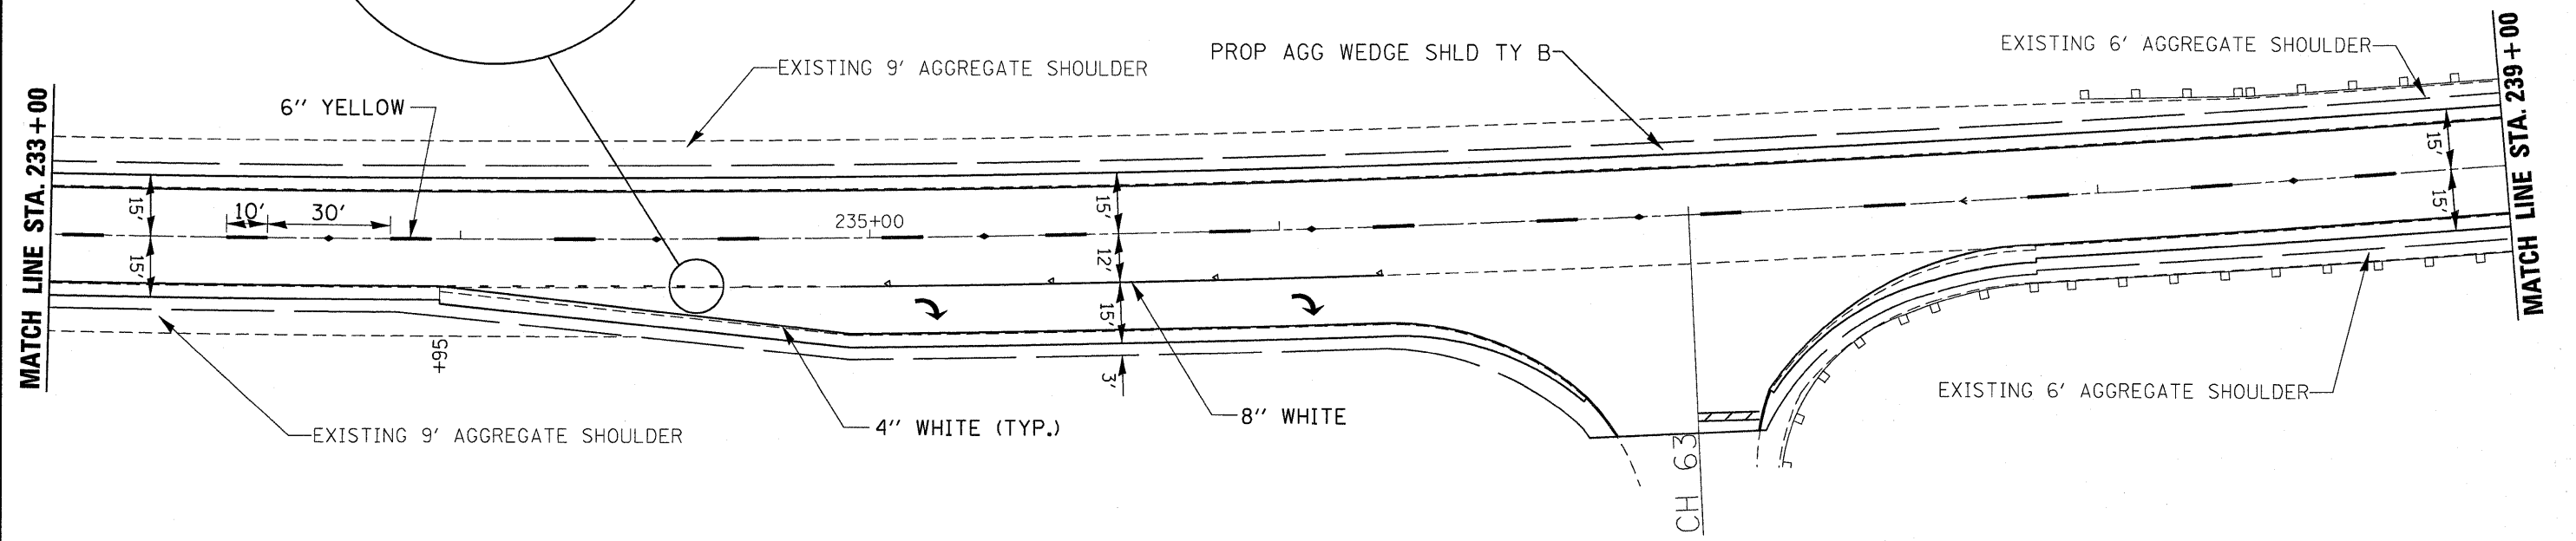 MATCH LINE STA. 233+00
EXISTING 9' AGGREGATE SHOULDER
PROP AGG WEDGE SHLD TY B
EXISTING 6' AGGREGATE SHOULDER
MATCH LINE STA. 239+00
6'' YELLOW
15'
10'
30'
15'
235+00
15'
12'
15'
3'
15'
15'
+95
EXISTING 9' AGGREGATE SHOULDER
4'' WHITE (TYP.)
8'' WHITE
CH 63
EXISTING 6' AGGREGATE SHOULDER